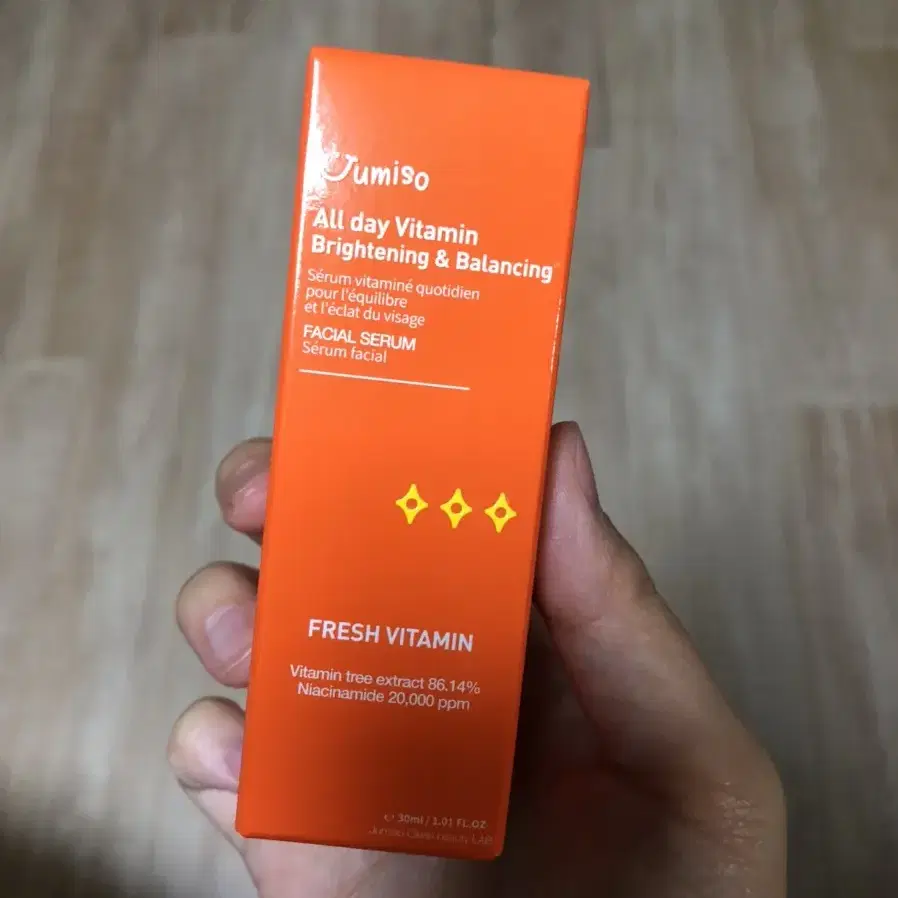 Jumiso
All day Vitamin
Brightening & Balancing
Sérum vitaminé quotidien
pour l'équilibre
et l'éclat du visage
FACIAL SERUM
Sérum facial
FRESH VITAMIN
Vitamin tree extract 86.14%
Niacinamide 20,000 ppm
℮ 30ml / 1.01 FL.OZ
Jumiso